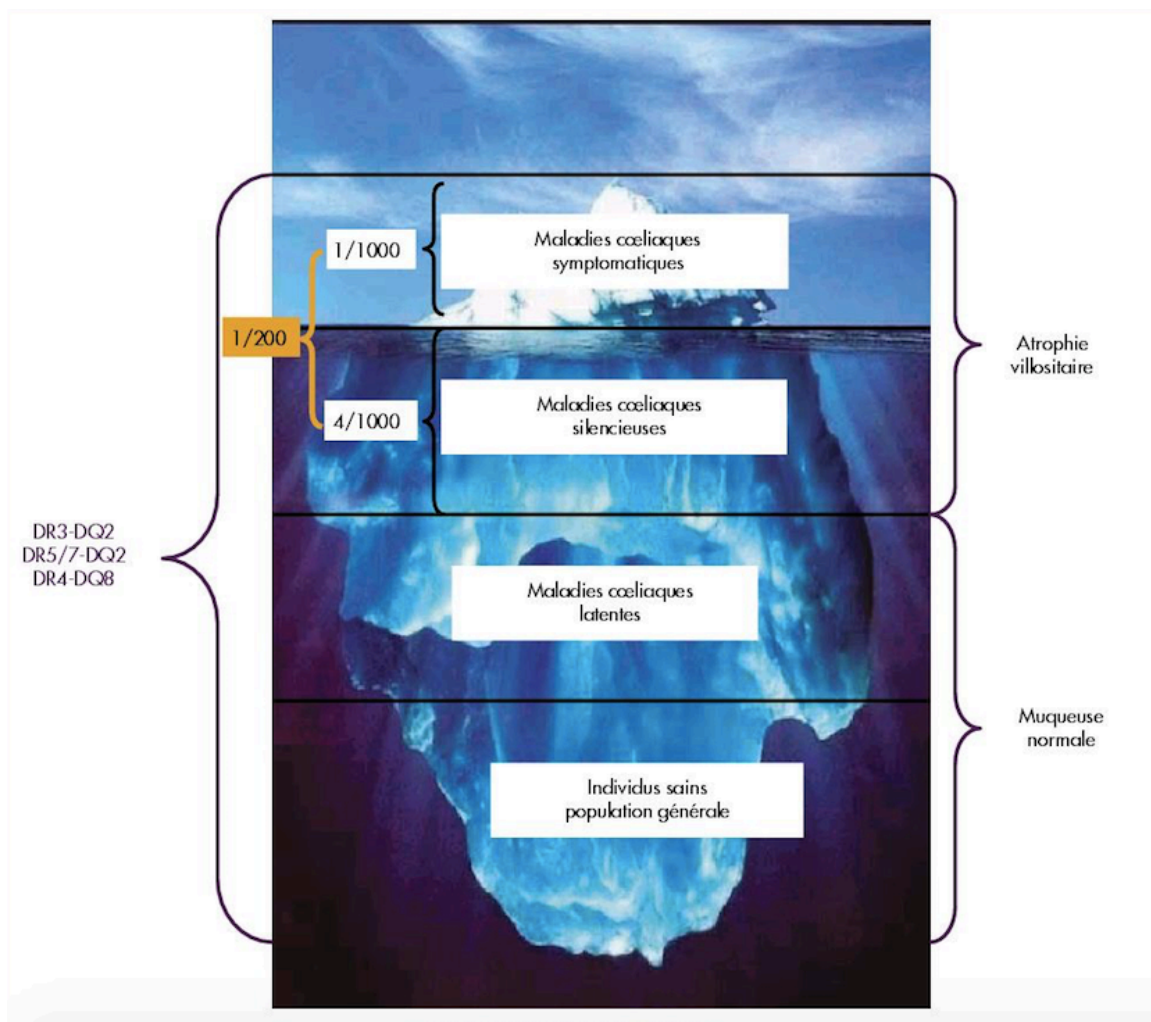 1/1000
Maladies cœliaques
symptomatiques
1/200
Atrophie
villositaire
4/1000
Maladies cœliaques
silencieuses
DR3-DQ2
DR5/7-DQ2
DR4-DQ8
Maladies cœliaques
latentes
Muqueuse
normale
Individus sains
population générale